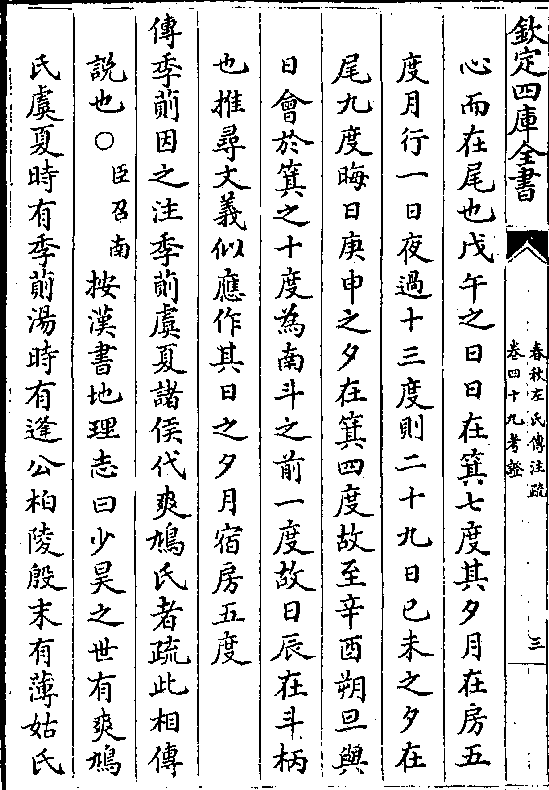 欽定四庫全書
春秋左氏傳注疏
卷四十九考證
三
心而在尾也戊午之日日在箕七度其夕月在房五
度月行一日夜過十三度則二十九日己未之夕在
尾九度晦日庚申之夕在箕四度故至辛酉朔旦與
日會於箕之十度為南斗之前一度故曰辰在斗柄
也推尋文義似應作其日之夕月宿房五度
傳季萴因之注季萴虞夏諸侯代爽鳩氏者疏此相傳
說也○臣召南按漢書地理志曰少昊之世有爽鳩
氏虞夏時有季萴湯時有逢公柏陵殷末有薄姑氏